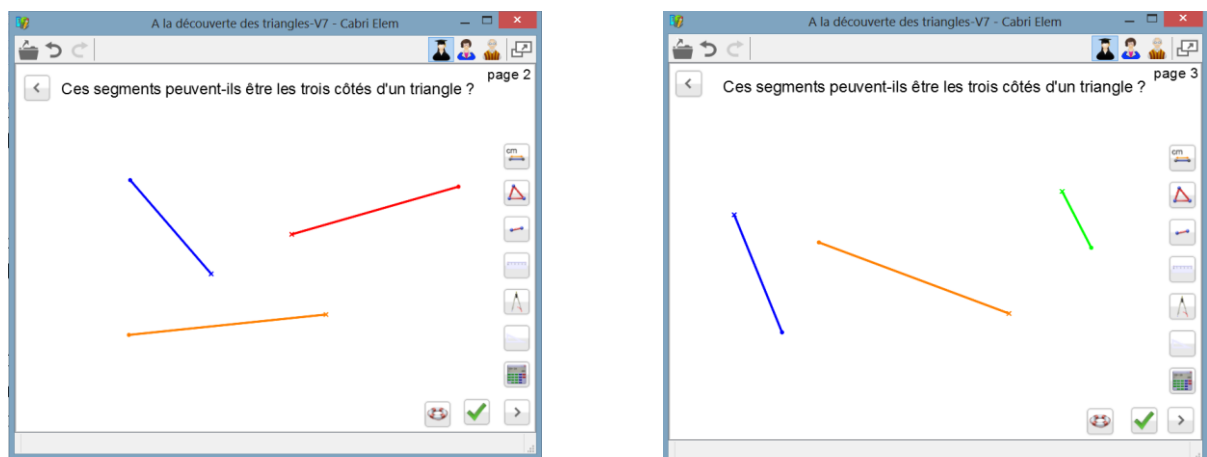 A la découverte des triangles-V7 - Cabri Elem
page 2
Ces segments peuvent-ils être les trois côtés d'un triangle ?
cm
A la découverte des triangles-V7 - Cabri Elem
page 3
Ces segments peuvent-ils être les trois côtés d'un triangle ?
cm